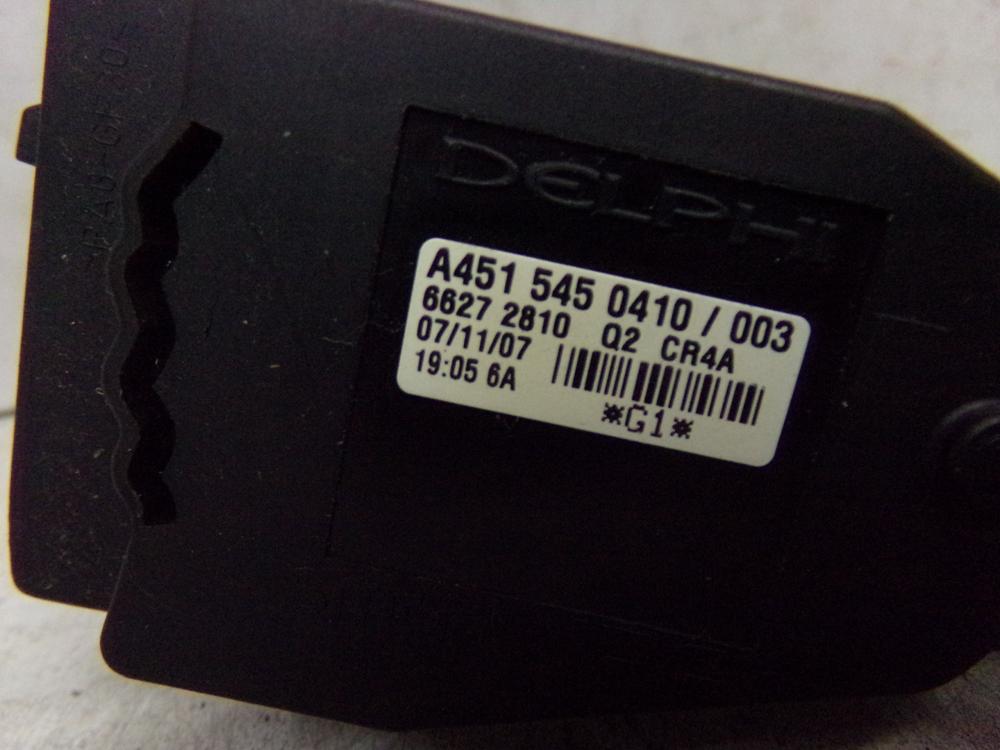 DELPHI
A451 545 0410 / 003
6627 2810 Q2 CR4A
07/11/07
19:05 6A
*G1*